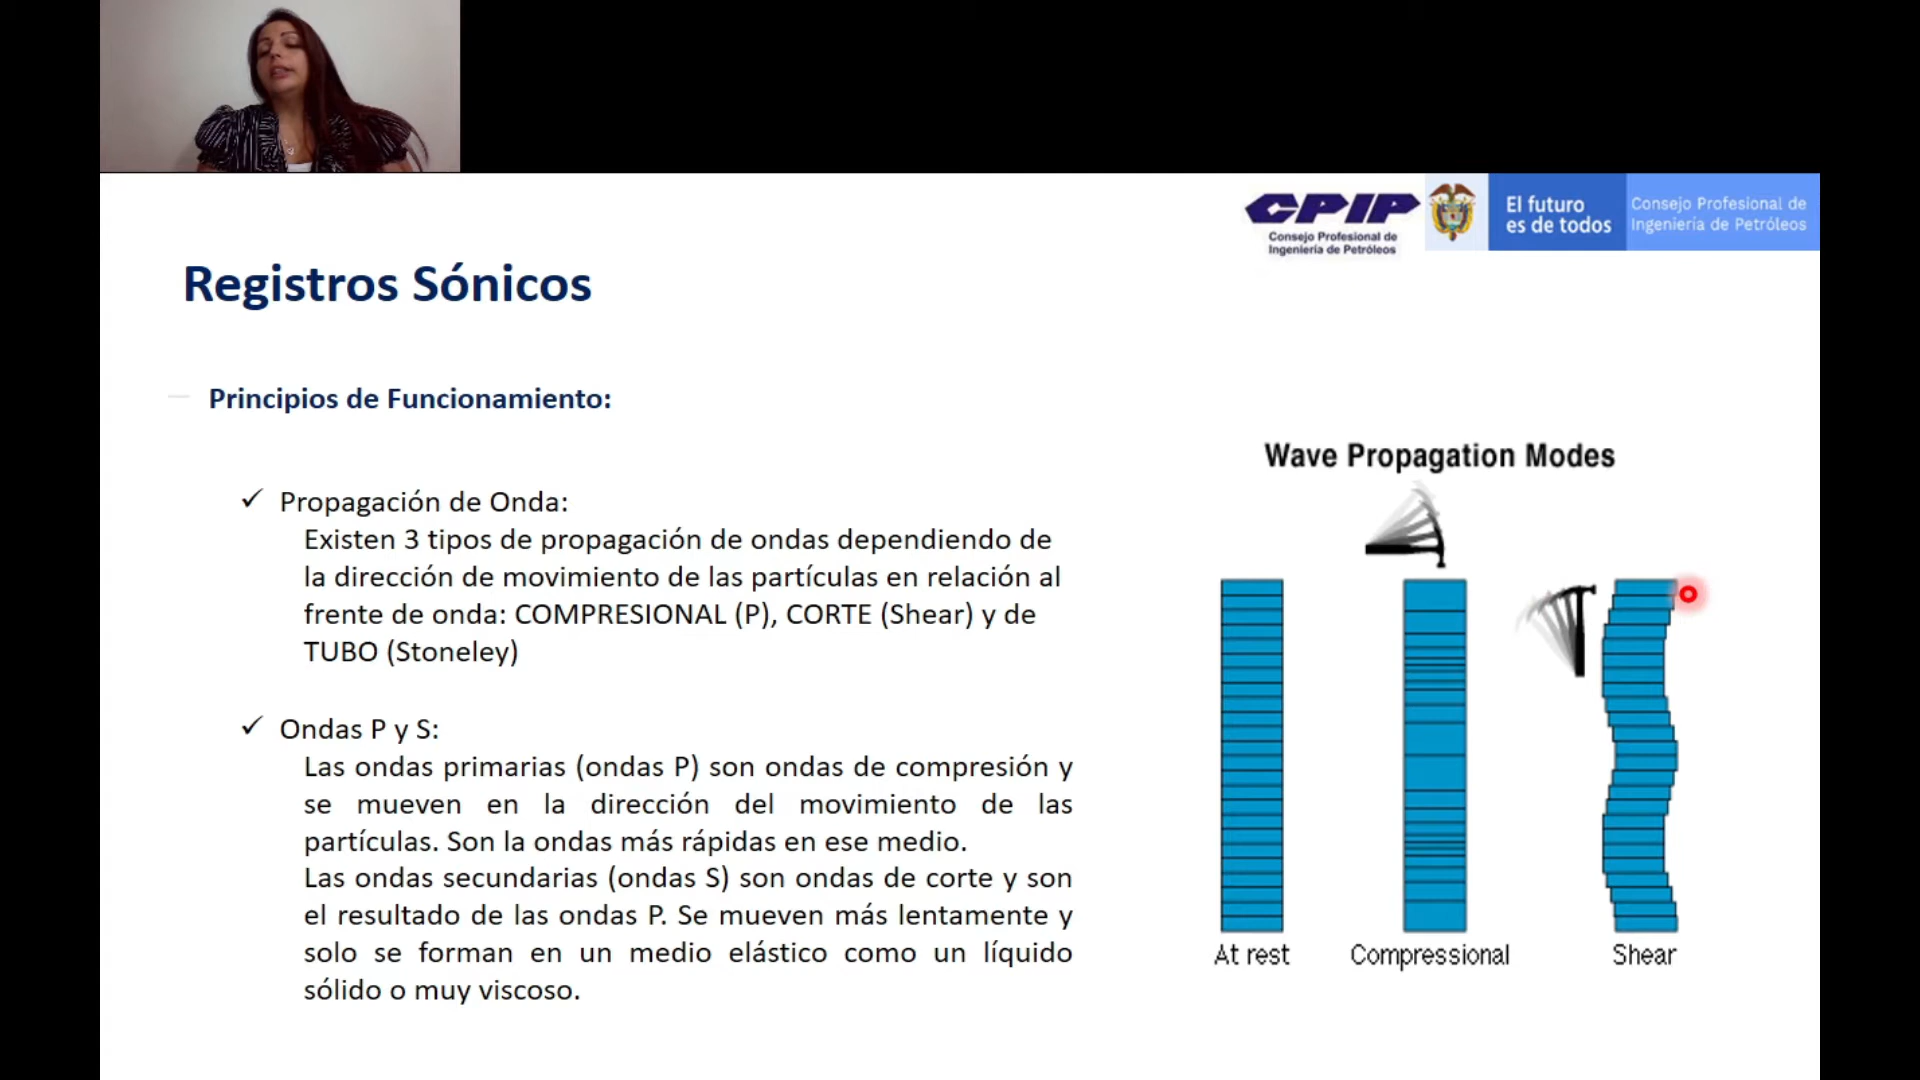 CPIP
Consejo Profesional de
Ingeniería de Petróleos
El futuro
es de todos
Consejo Profesional de
Ingeniería de Petróleos
Registros Sónicos
Principios de Funcionamiento:
✓ Propagación de Onda:
Existen 3 tipos de propagación de ondas dependiendo de
la dirección de movimiento de las partículas en relación al
frente de onda: COMPRESIONAL (P), CORTE (Shear) y de
TUBO (Stoneley)
✓ Ondas P y S:
Las ondas primarias (ondas P) son ondas de compresión y
se mueven en la dirección del movimiento de las
partículas. Son la ondas más rápidas en ese medio.
Las ondas secundarias (ondas S) son ondas de corte y son
el resultado de las ondas P. Se mueven más lentamente y
solo se forman en un medio elástico como un líquido
sólido o muy viscoso.
Wave Propagation Modes
At rest
Compressional
Shear